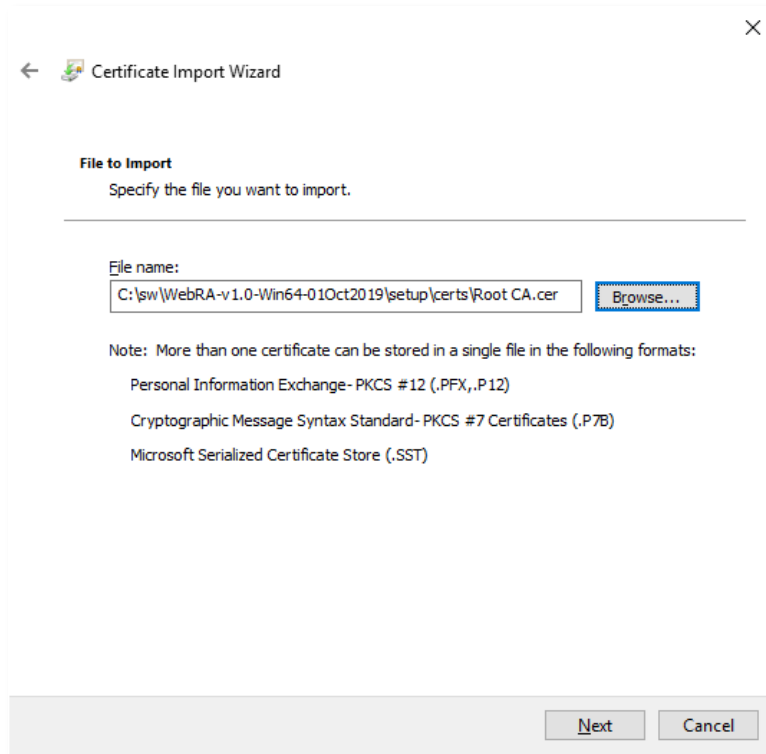 Certificate Import Wizard
File to Import
Specify the file you want to import.
File name:
C:\sw\WebRA-v1.0-Win64-01Oct2019\setup\certs\Root CA.cer
Browse...
Note: More than one certificate can be stored in a single file in the following formats:
Personal Information Exchange- PKCS #12 (.PFX,.P12)
Cryptographic Message Syntax Standard- PKCS #7 Certificates (.P7B)
Microsoft Serialized Certificate Store (.SST)
Next
Cancel